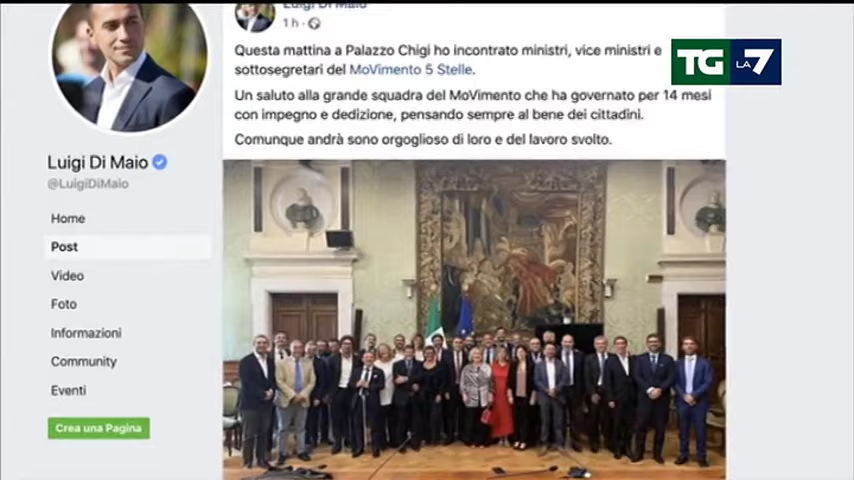 Luigi Di Maio
1 h
Questa mattina a Palazzo Chigi ho incontrato ministri, vice ministri e
sottosegretari del MoVimento 5 Stelle.
Un saluto alla grande squadra del MoVimento che ha governato per 14 mesi
con impegno e dedizione, pensando sempre al bene dei cittadini.
Comunque andrà sono orgoglioso di loro e del lavoro svolto.
TG LA 7
Luigi Di Maio
@LuigiDiMaio
Home
Post
Video
Foto
Informazioni
Community
Eventi
Crea una Pagina